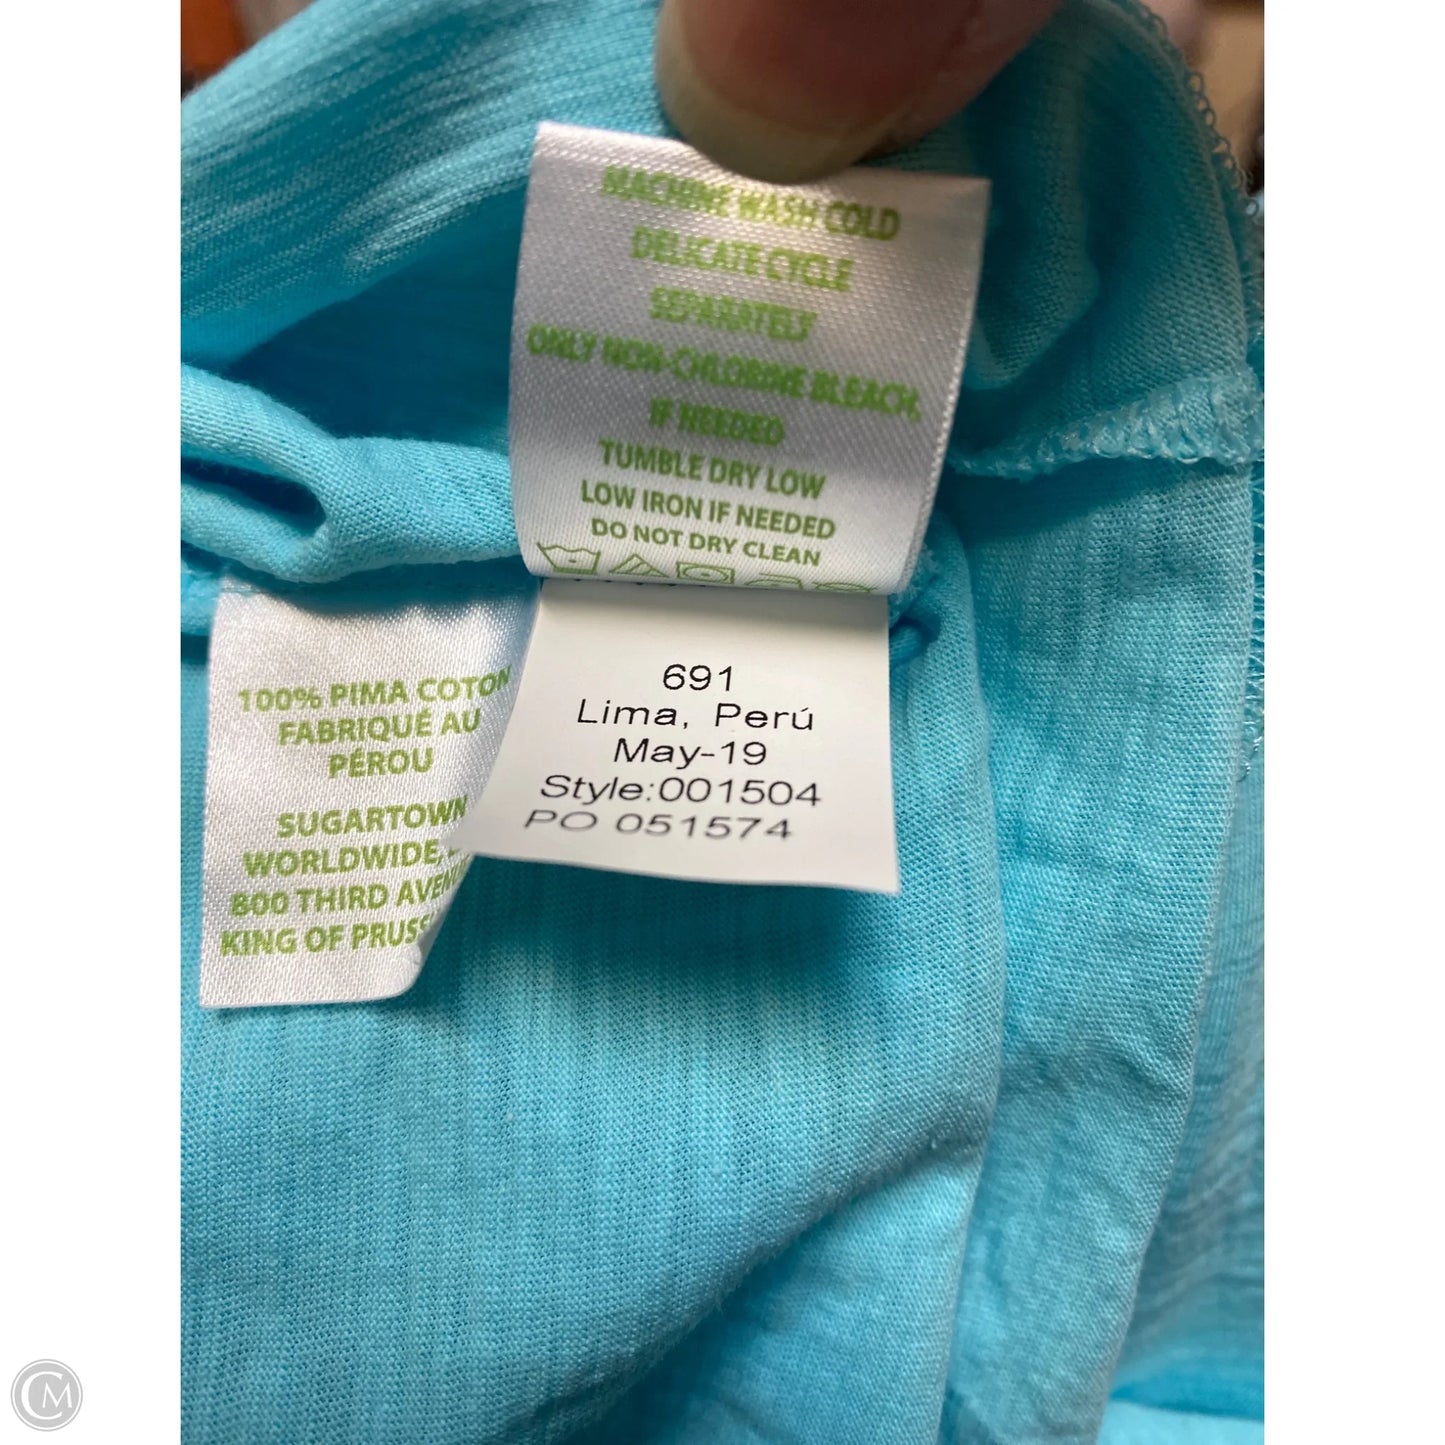 MACHINE WASH COLD
DELICATE CYCLE
SEPARATELY
ONLY NON-CHLORINE BLEACH,
IF NEEDED
TUMBLE DRY LOW
LOW IRON IF NEEDED
DO NOT DRY CLEAN
100% PIMA COTON
FABRIQUÉ AU
PÉROU
SUGARTOWN
WORLDWIDE,
800 THIRD
KING OF
691
Lima, Perú
May-19
Style:001504
PO 051574
CM